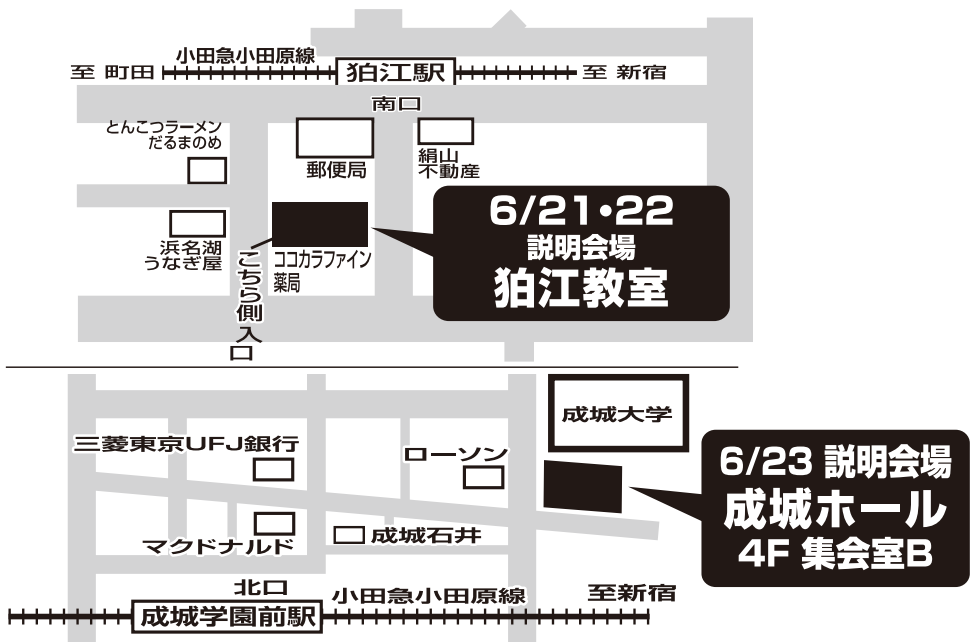 小田急小田原線
至 町田
狛江駅
至 新宿
南口
とんこつラーメン
だるまのめ
郵便局
絹山
不動産
6/21・22
説明会場
狛江教室
浜名湖
うなぎ屋
ココカラファイン
薬局
こちら側
入口
成城大学
三菱東京UFJ銀行
ローソン
6/23 説明会場
成城ホール
4F 集会室B
マクドナルド
成城石井
北口
小田急小田原線
至新宿
成城学園前駅